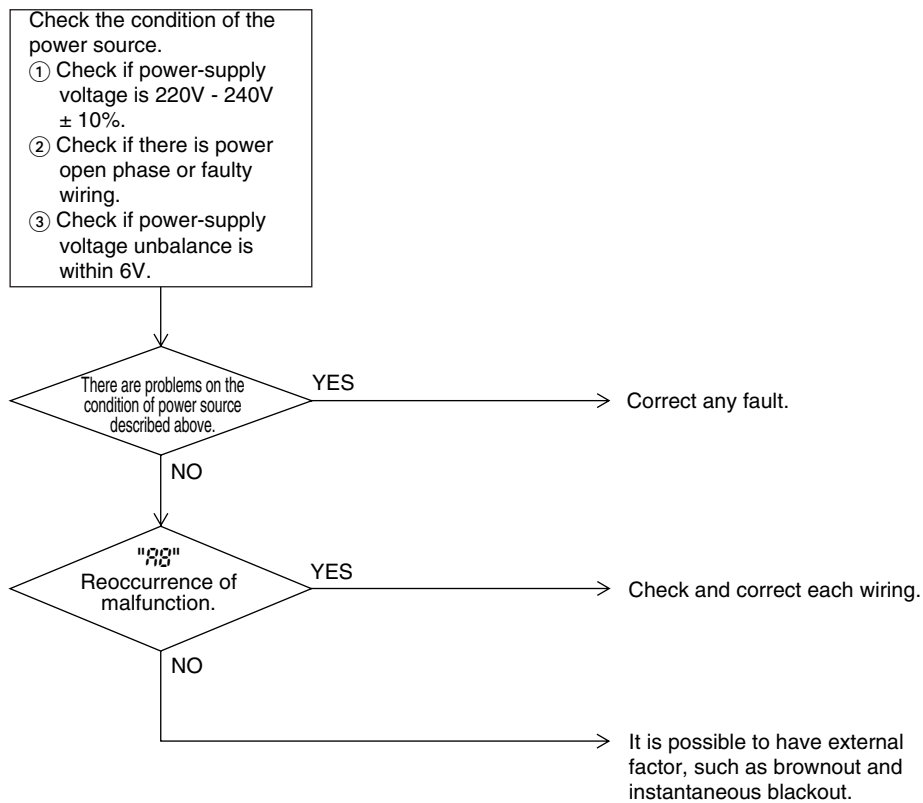 Check the condition of the
power source.
① Check if power-supply
voltage is 220V - 240V
± 10%.
② Check if there is power
open phase or faulty
wiring.
③ Check if power-supply
voltage unbalance is
within 6V.
There are problems on the
condition of power source
described above.
YES
Correct any fault.
NO
"A8"
Reoccurrence of
malfunction.
YES
Check and correct each wiring.
NO
It is possible to have external
factor, such as brownout and
instantaneous blackout.